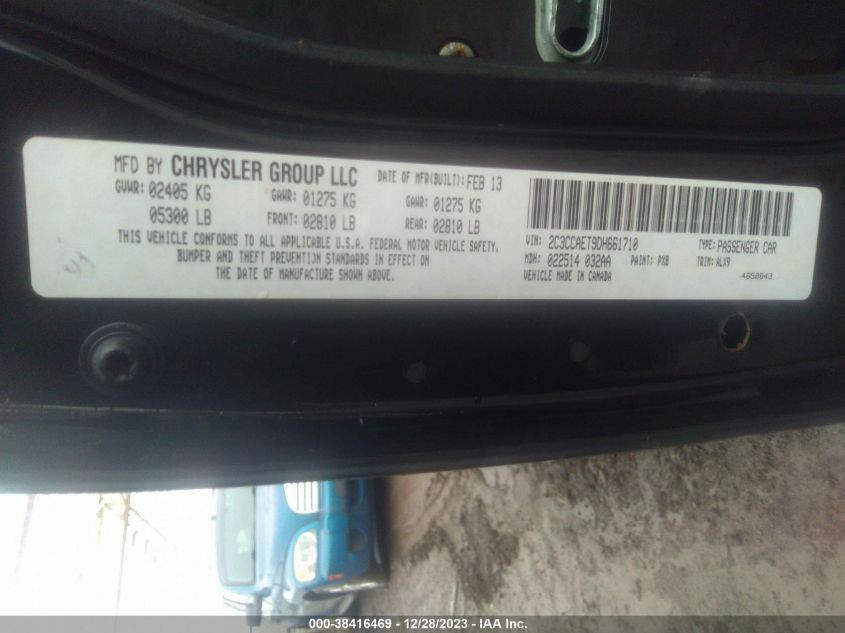 MFD BY CHRYSLER GROUP LLC DATE OF MFR(BUILT): FEB 13
GVWR: 02405 KG GAWR: 01275 KG GAWR: 01275 KG
05300 LB FRONT: 02810 LB REAR: 02810 LB
THIS VEHICLE CONFORMS TO ALL APPLICABLE U.S.A. FEDERAL MOTOR VEHICLE SAFETY,
BUMPER AND THEFT PREVENTION STANDARDS IN EFFECT ON
THE DATE OF MANUFACTURE SHOWN ABOVE.
VIN: 2C3CCAET9DH661710 TYPE: PASSENGER CAR
MDH: 022514 032AA PAINT: PX8 TRIM: ALX9
VEHICLE MADE IN CANADA 4658043
000-38416469 - 12/28/2023 - IAA Inc.